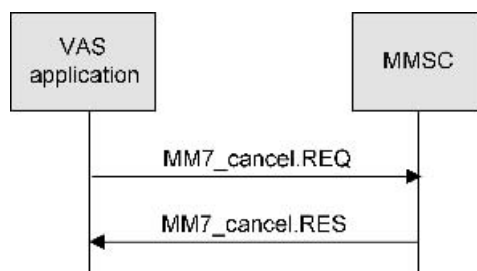 VAS
application
MMSC
MM7_cancel.REQ
MM7_cancel.RES